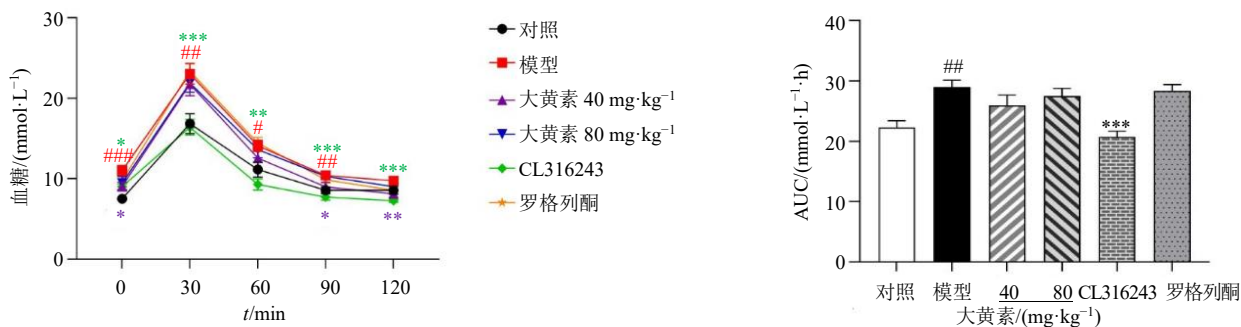 30
20
10
0
血糖/(mmol·L⁻¹)
***
##
*
###
*
**
#
***
##
*
***
**
0 30 60 90 120
t/min
对照
模型
大黄素 40 mg·kg⁻¹
大黄素 80 mg·kg⁻¹
CL316243
罗格列酮
40
30
20
10
0
AUC/(mmol·L⁻¹·h)
##
***
对照 模型 40 80 CL316243 罗格列酮
大黄素/(mg·kg⁻¹)